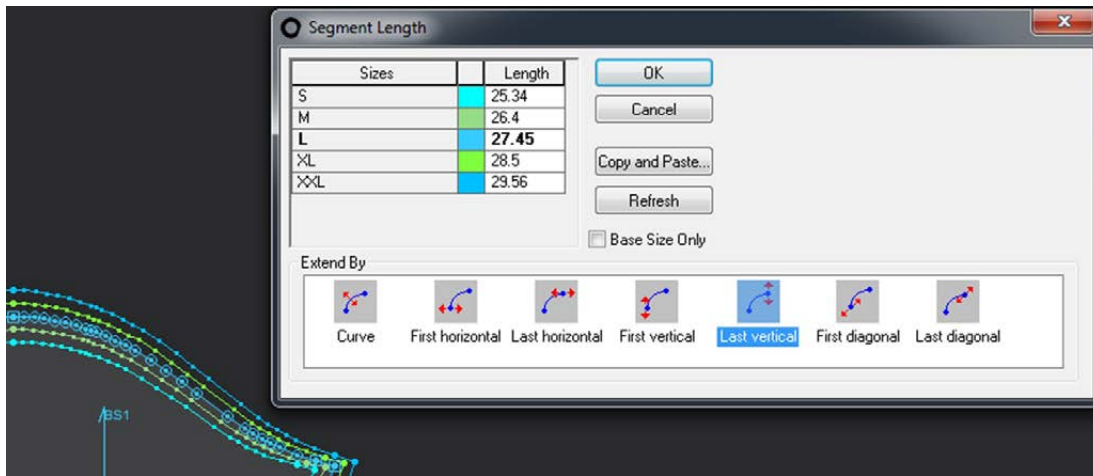 Segment Length
Sizes Length
S 25.34
M 26.4
L 27.45
XL 28.5
XXL 29.56
OK
Cancel
Copy and Paste...
Refresh
Base Size Only
Extend By
Curve First horizontal Last horizontal First vertical Last vertical First diagonal Last diagonal
BS1